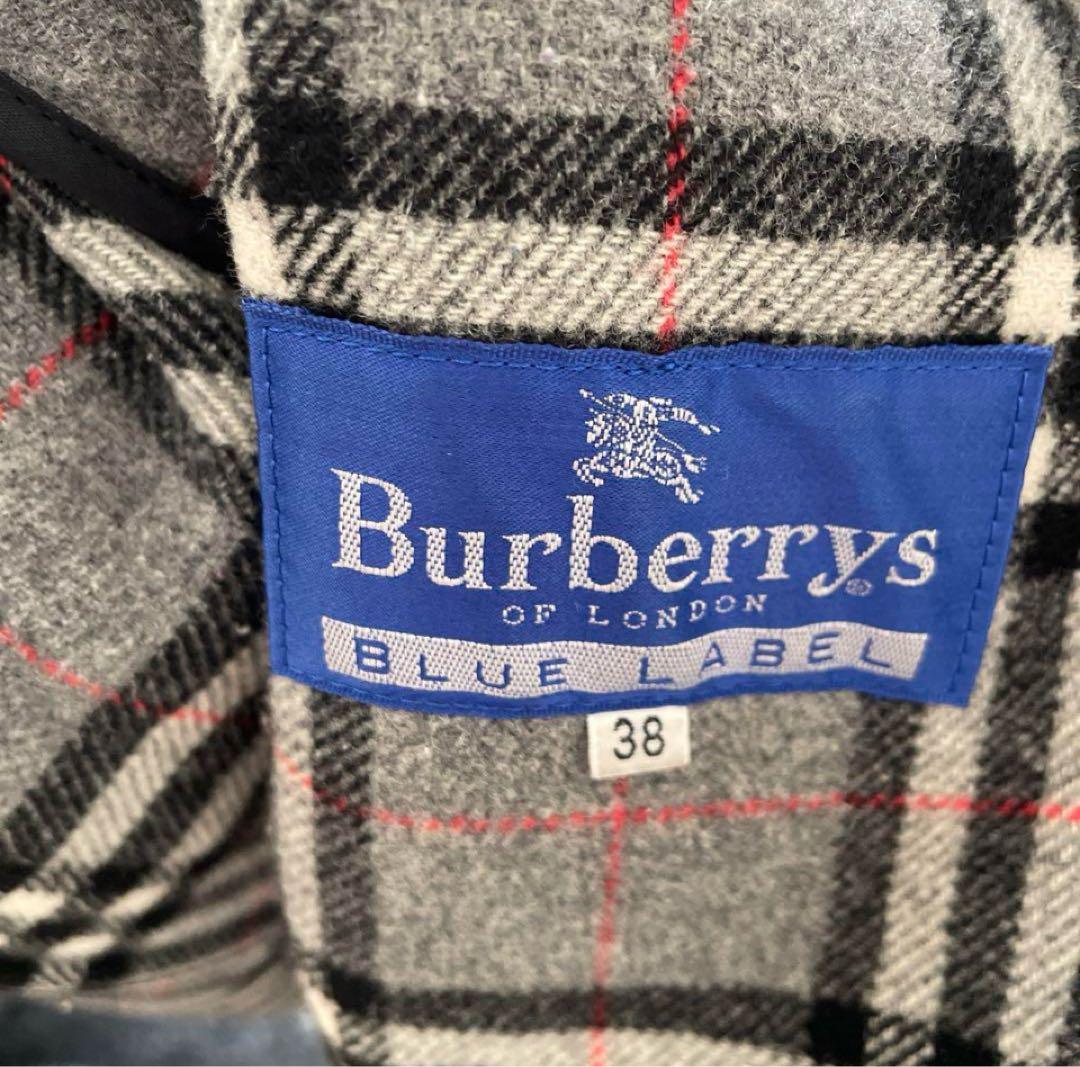 Burberrys®
OF LONDON
BLUE LABEL
38